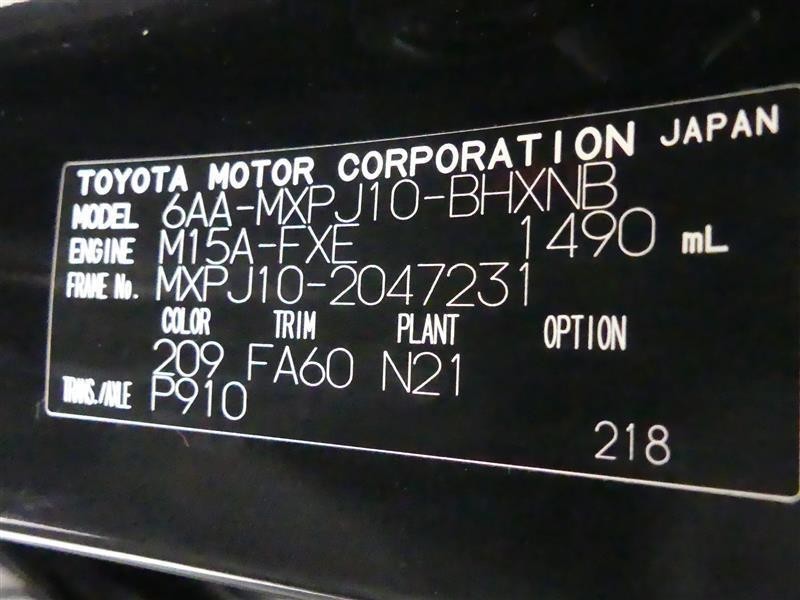 TOYOTA MOTOR CORPORATION JAPAN
MODEL 6AA-MXPJ10-BHXNB
ENGINE M15A-FXE 1490 mL
FRAME No. MXPJ10-2047231
COLOR TRIM PLANT OPTION
209 FA60 N21
TRANS./AXLE P910
218